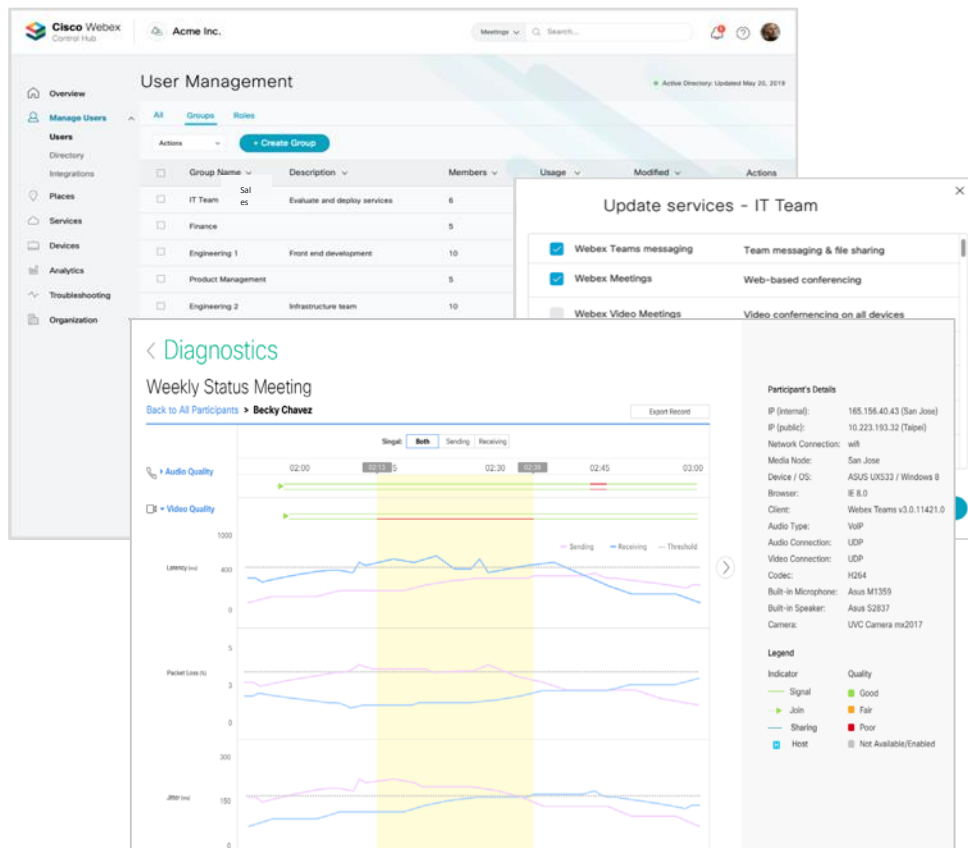 Cisco Webex
Control Hub
Acme Inc.
Meetings
Search...
User Management
Active Directory: Updated May 20, 2019
Overview
Manage Users
Users
Directory
Integrations
Places
Services
Devices
Analytics
Troubleshooting
Organization
All Groups Roles
Actions
+ Create Group
Group Name Description Members Usage Modified Actions
Sal
es
IT Team Evaluate and deploy services 6
Finance 5
Engineering 1 Front end development 10
Product Management 5
Engineering 2 Infrastructure team 10
Update services - IT Team
Webex Teams messaging Team messaging & file sharing
Webex Meetings Web-based conferencing
Webex Video Meetings Video confernencing on all devices
Diagnostics
Weekly Status Meeting
Back to All Participants > Becky Chavez
Export Record
Singal: Both Sending Receiving
02:00 02:13 5 02:30 02:39 02:45 03:00
Audio Quality
Video Quality
Sending Receiving Threshold
Latency (ms)
1000
400
0
Packet Loss (%)
5
3
0
Jitter (ms)
300
150
0
Participant's Details
IP (internal): 165.156.40.43 (San Jose)
IP (public): 10.223.193.32 (Taipei)
Network Connection: wifi
Media Node: San Jose
Device / OS: ASUS UX533 / Windows 8
Browser: IE 8.0
Client: Webex Teams v3.0.11421.0
Audio Type: VoIP
Audio Connection: UDP
Video Connection: UDP
Codec: H264
Built-in Microphone: Asus M1359
Built-in Speaker: Asus S2837
Camera: UVC Camera mx2017
Legend
Indicator Quality
Signal Good
Join Fair
Sharing Poor
Host Not Available/Enabled